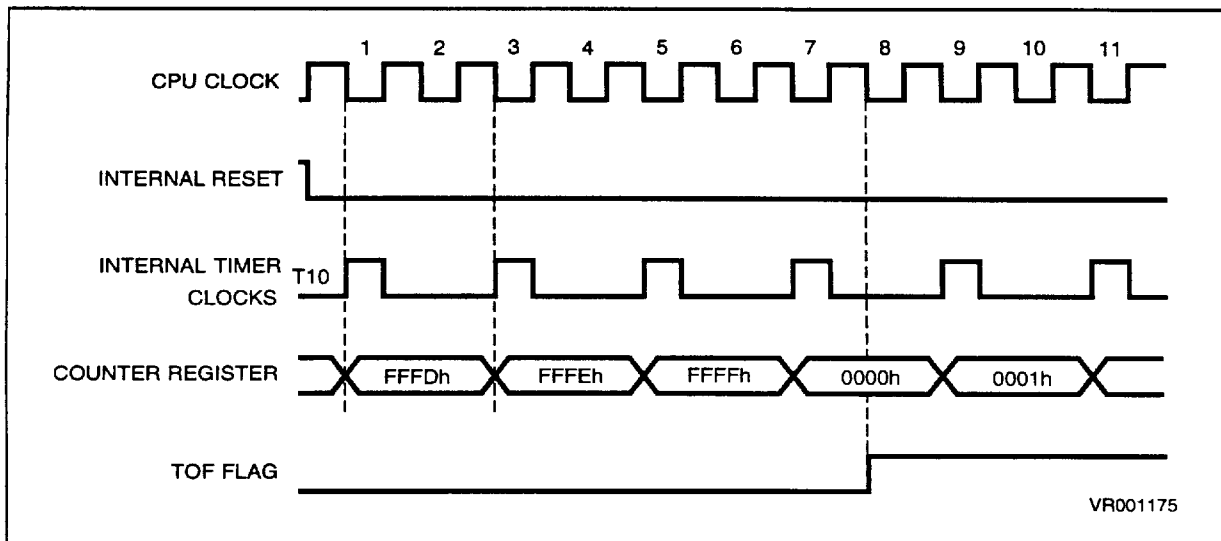 1 2 3 4 5 6 7 8 9 10 11
CPU CLOCK
INTERNAL RESET
INTERNAL TIMER
CLOCKS
T10
COUNTER REGISTER
FFFDh FFFEh FFFFh 0000h 0001h
TOF FLAG
VR001175